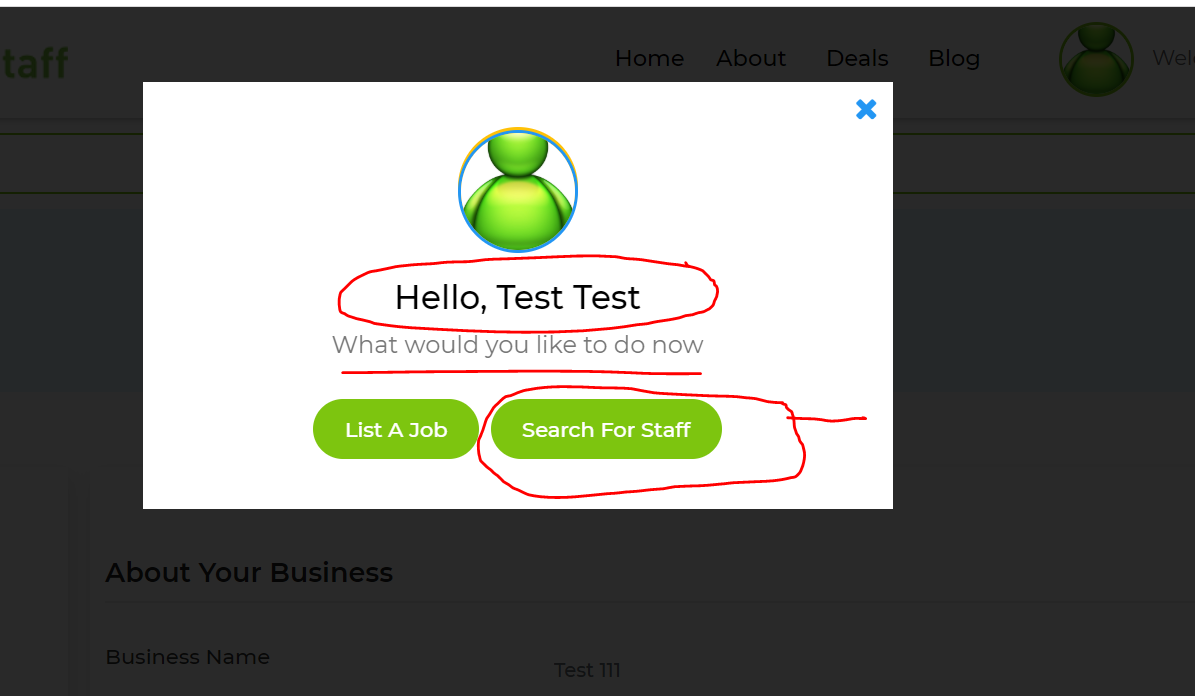 taff
Home About Deals Blog
Wel
Hello, Test Test
What would you like to do now
List A Job Search For Staff
About Your Business
Business Name
Test 111